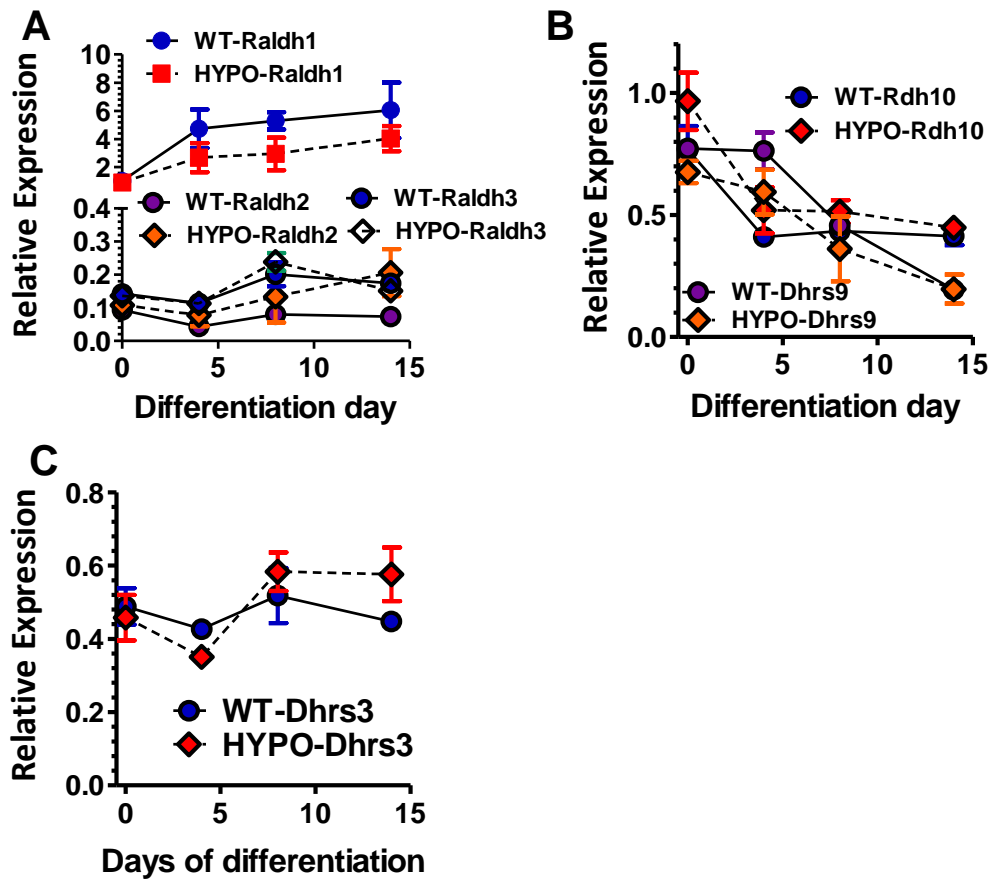 A
WT-Raldh1
HYPO-Raldh1
10
8
6
4
2
WT-Raldh2
WT-Raldh3
HYPO-Raldh2
HYPO-Raldh3
0.4
0.3
0.2
0.1
0.0
0 5 10 15
Relative Expression
Differentiation day
B
WT-Rdh10
HYPO-Rdh10
WT-Dhrs9
HYPO-Dhrs9
1.0
0.5
0.0
0 5 10 15
Relative Expression
Differentiation day
C
0.8
0.6
0.4
0.2
0.0
WT-Dhrs3
HYPO-Dhrs3
0 5 10 15
Relative Expression
Days of differentiation